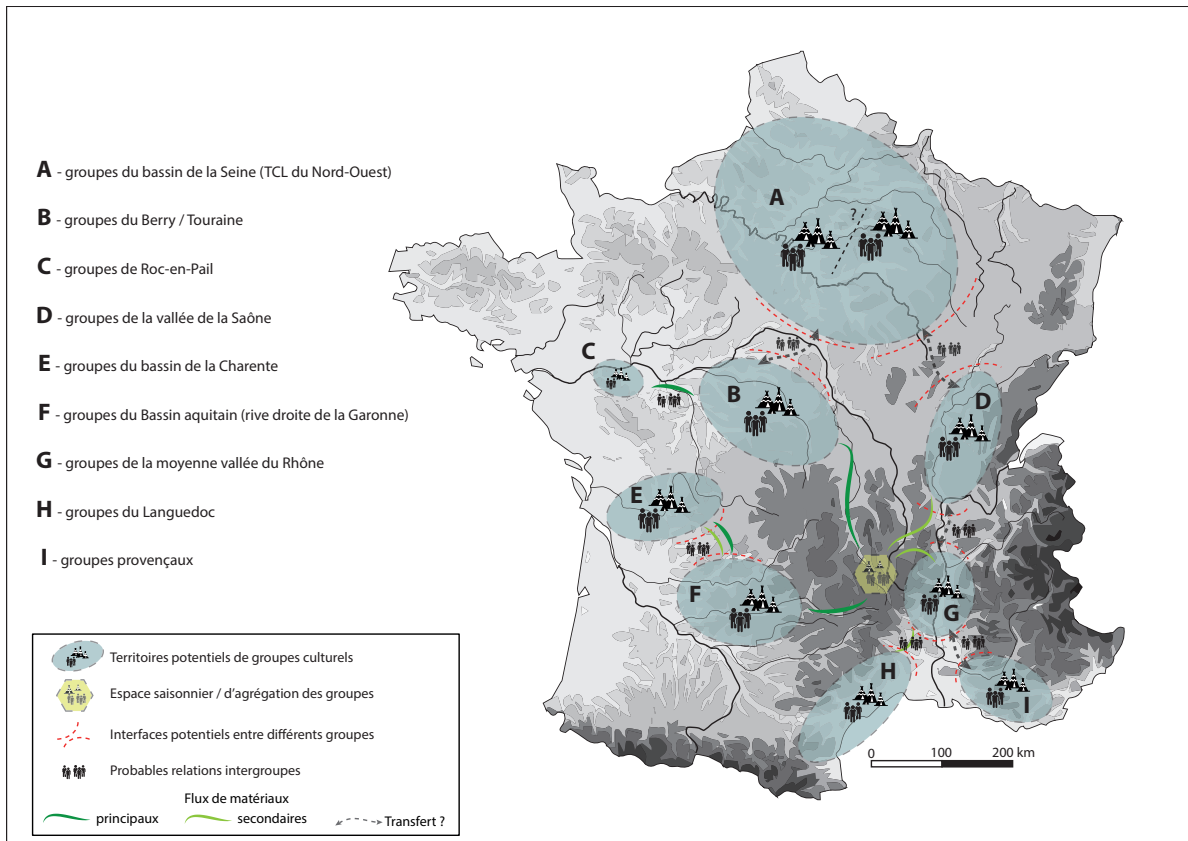 A - groupes du bassin de la Seine (TCL du Nord-Ouest)
B - groupes du Berry / Touraine
C - groupes de Roc-en-Pail
D - groupes de la vallée de la Saône
E - groupes du bassin de la Charente
F - groupes du Bassin aquitain (rive droite de la Garonne)
G - groupes de la moyenne vallée du Rhône
H - groupes du Languedoc
I - groupes provençaux
Territoires potentiels de groupes culturels
Espace saisonnier / d'agrégation des groupes
Interfaces potentiels entre différents groupes
Probables relations intergroupes
Flux de matériaux
principaux
secondaires
Transfert ?
A
?
C
B
D
E
F
G
H
I
0 100 200 km